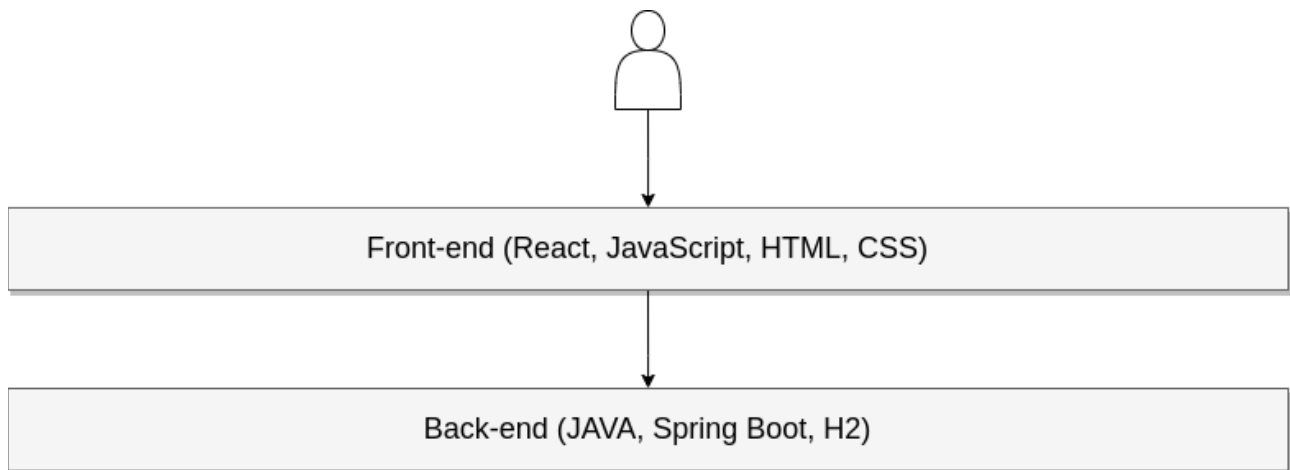 Front-end (React, JavaScript, HTML, CSS)
Back-end (JAVA, Spring Boot, H2)